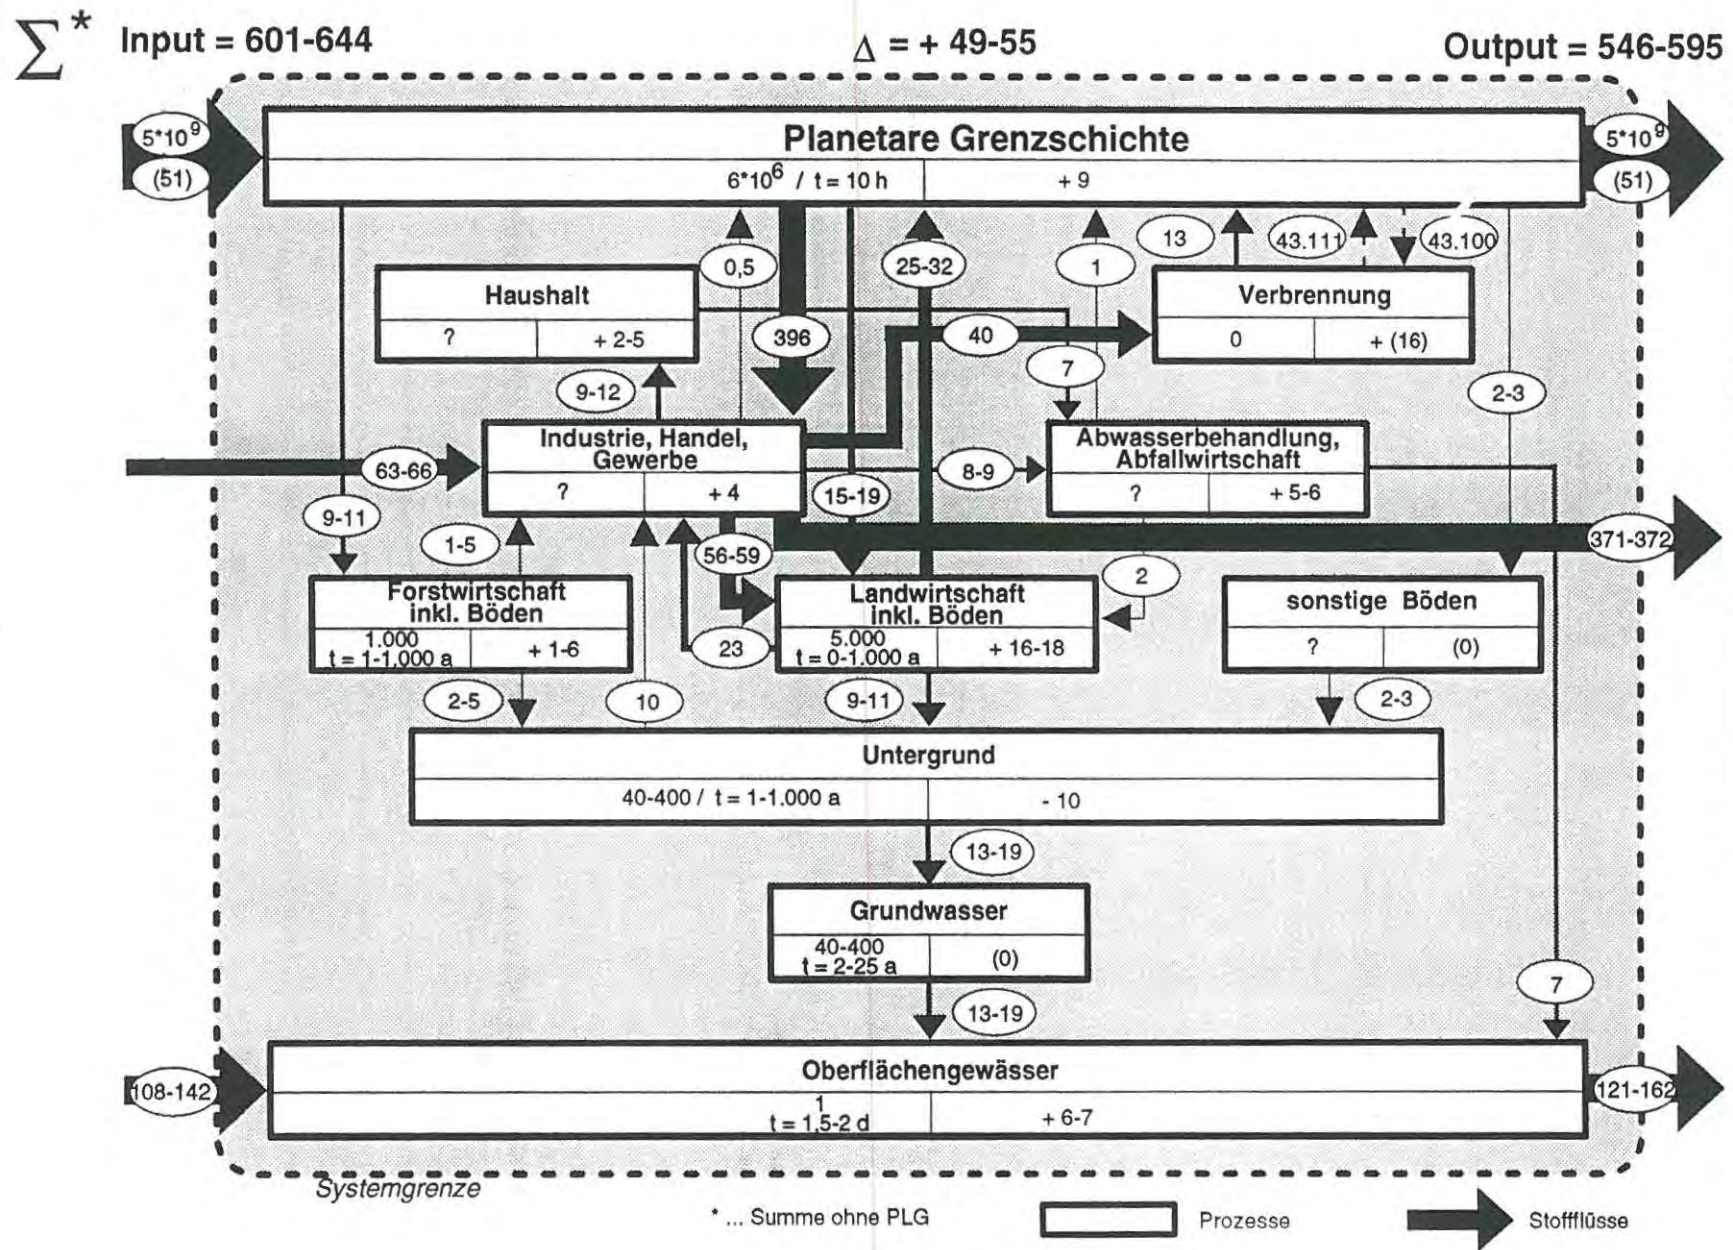 ∑* Input = 601-644 Δ = + 49-55 Output = 546-595
5*10⁹ 5*10⁹
(51) (51)
Planetare Grenzschichte
6*10⁶ / t = 10 h + 9
0,5 25-32 1 13 43.111 43.100
Haushalt
? + 2-5
Verbrennung
0 + (16)
396 40 7
9-12 2-3
Industrie, Handel,
Gewerbe
? + 4
Abwasserbehandlung,
Abfallwirtschaft
? + 5-6
63-66 8-9
15-19
9-11
1-5 56-59 371-372
2
Forstwirtschaft
inkl. Böden
1.000
t = 1-1.000 a + 1-6
23
Landwirtschaft
inkl. Böden
5.000
t = 0-1.000 a + 16-18
sonstige Böden
? (0)
2-5 10 9-11 2-3
Untergrund
40-400 / t = 1-1.000 a - 10
13-19
Grundwasser
40-400
t = 2-25 a (0)
7
13-19
Oberflächengewässer
1
t = 1,5-2 d + 6-7
108-142 121-162
Systemgrenze
* ... Summe ohne PLG Prozesse Stoffflüsse